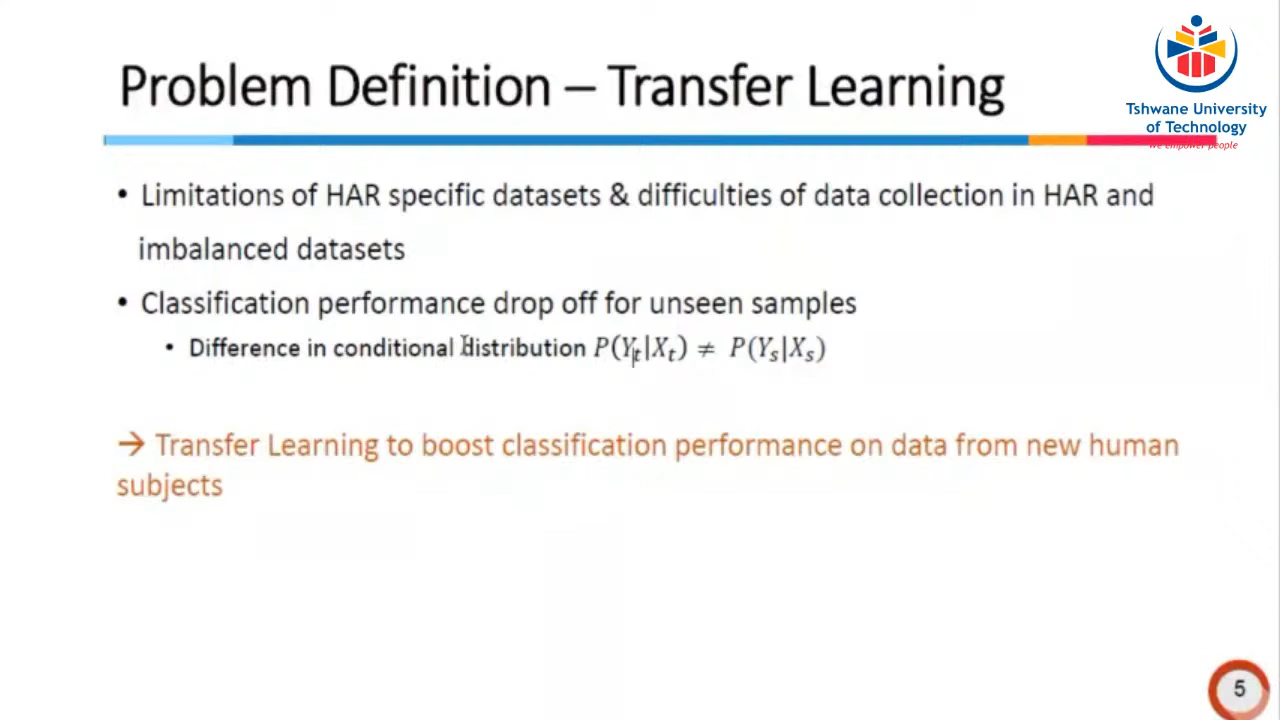 Problem Definition – Transfer Learning
Tshwane University
of Technology
We empower people
• Limitations of HAR specific datasets & difficulties of data collection in HAR and
imbalanced datasets
• Classification performance drop off for unseen samples
• Difference in conditional distribution P(Yₜ|Xₜ) ≠ P(Yₛ|Xₛ)
→ Transfer Learning to boost classification performance on data from new human
subjects
5